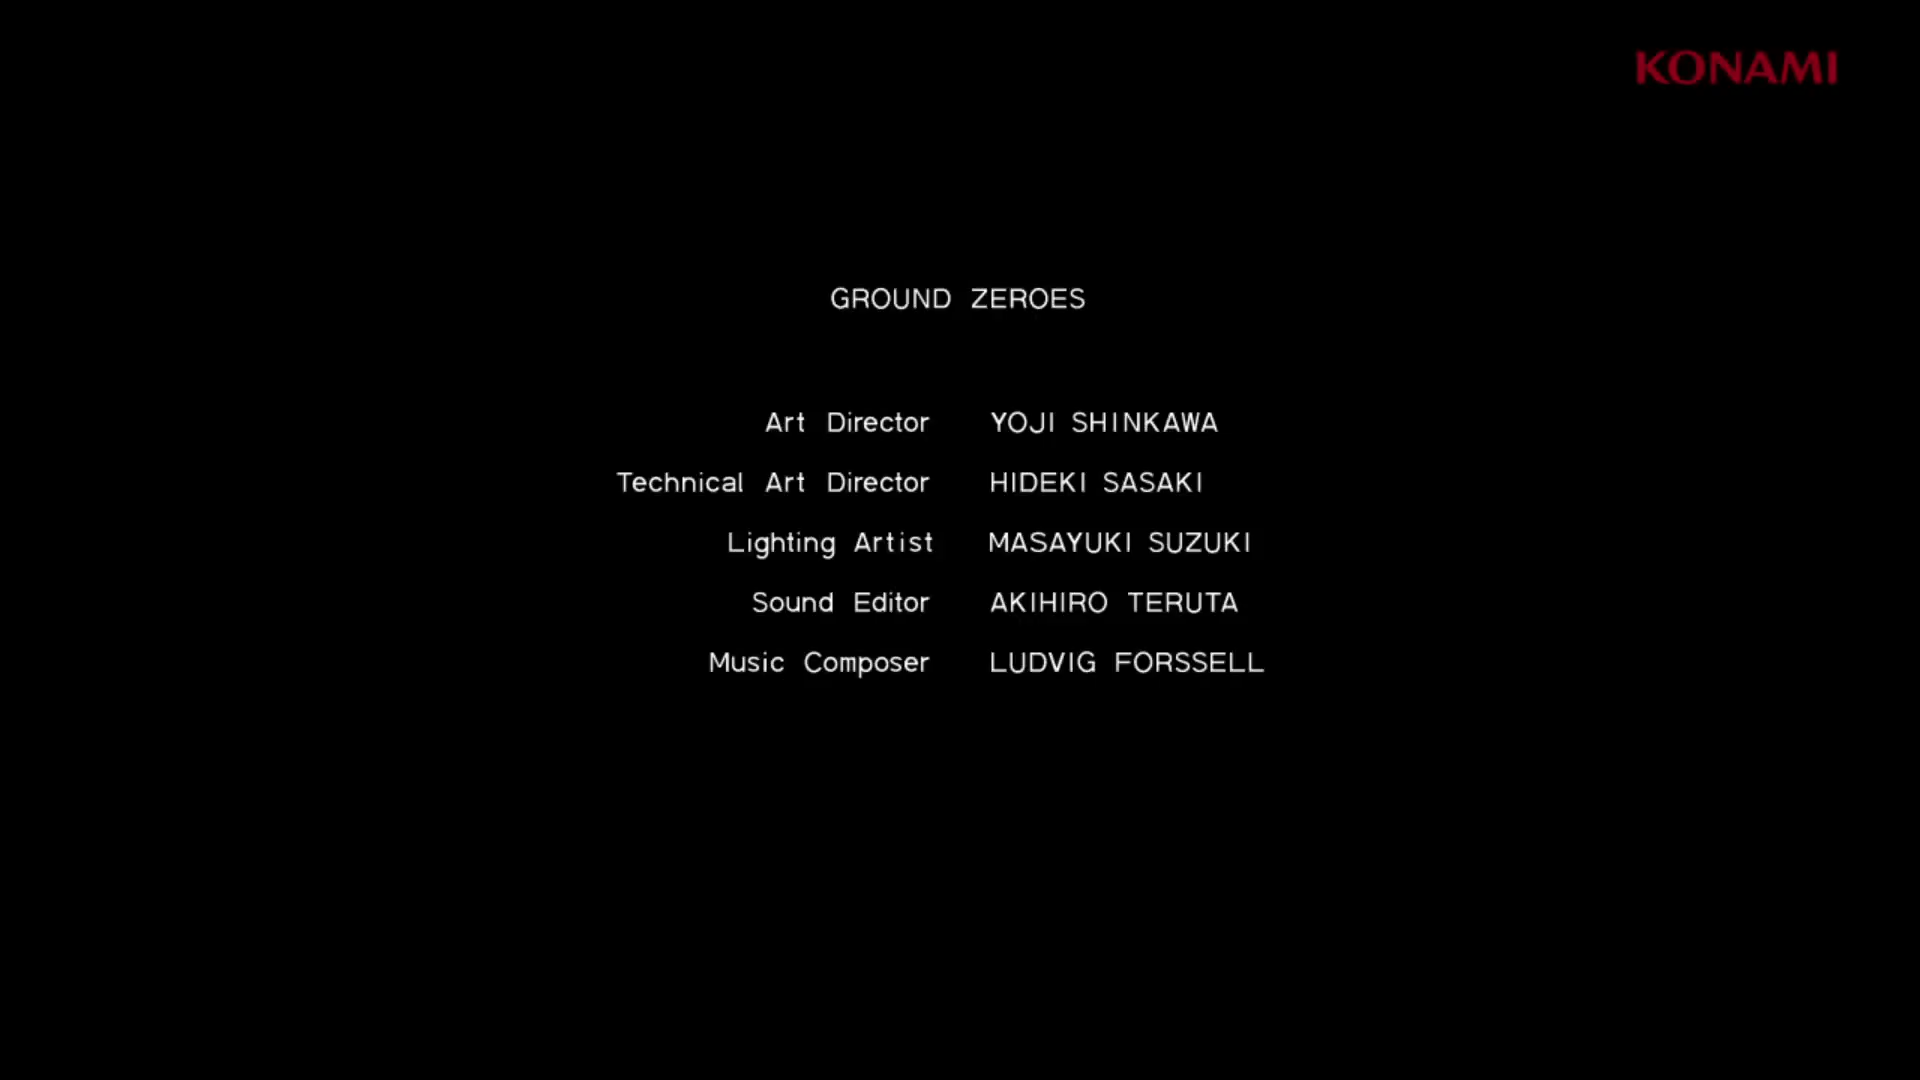 KONAMI
GROUND ZEROES
Art Director YOJI SHINKAWA
Technical Art Director HIDEKI SASAKI
Lighting Artist MASAYUKI SUZUKI
Sound Editor AKIHIRO TERUTA
Music Composer LUDVIG FORSSELL